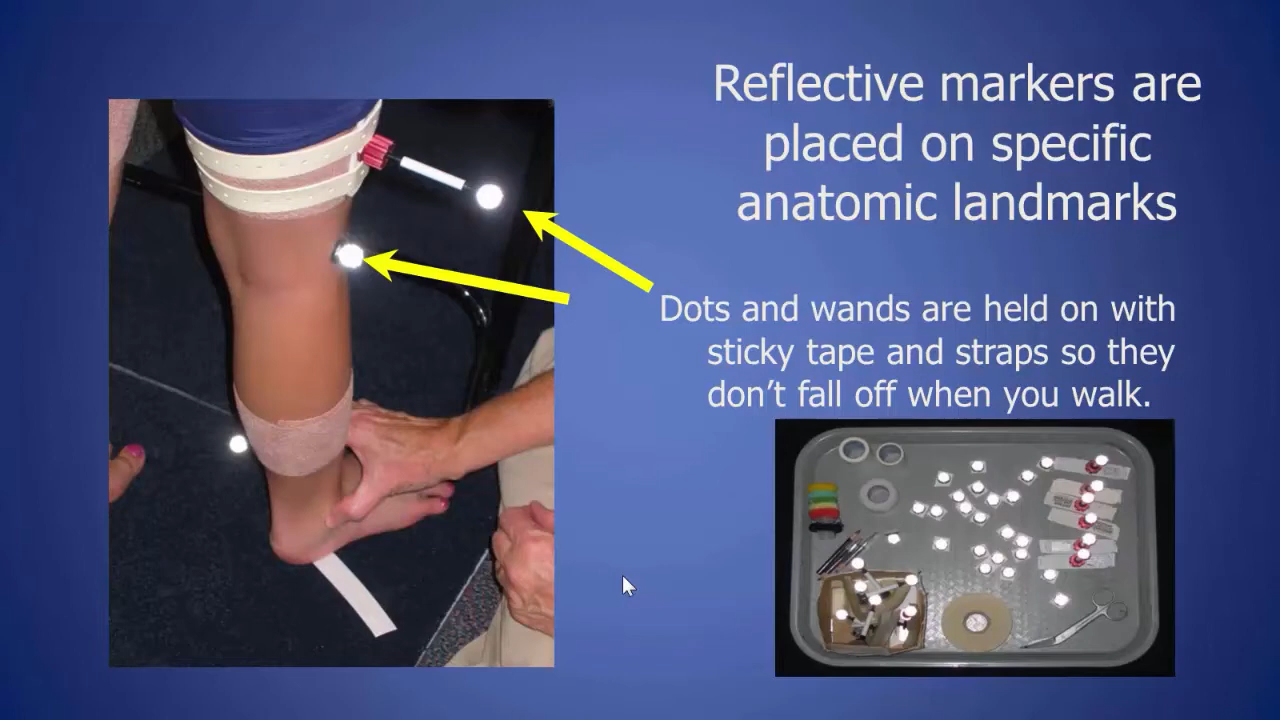 Reflective markers are
placed on specific
anatomic landmarks
Dots and wands are held on with
sticky tape and straps so they
don’t fall off when you walk.